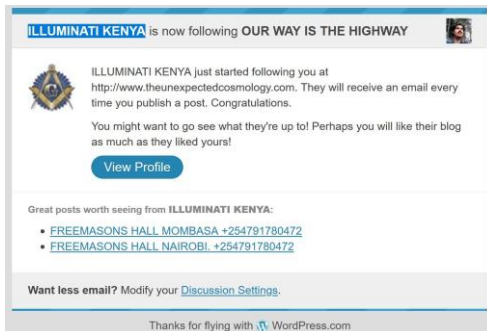 ILLUMINATI KENYA is now following OUR WAY IS THE HIGHWAY
ILLUMINATI KENYA just started following you at
http://www.theunexpectedcosmology.com. They will receive an email every
time you publish a post. Congratulations.
You might want to go see what they're up to! Perhaps you will like their blog
as much as they liked yours!
View Profile
Great posts worth seeing from ILLUMINATI KENYA:
• FREEMASONS HALL MOMBASA +254791780472
• FREEMASONS HALL NAIROBI. +254791780472
Want less email? Modify your Discussion Settings.
Thanks for flying with WordPress.com